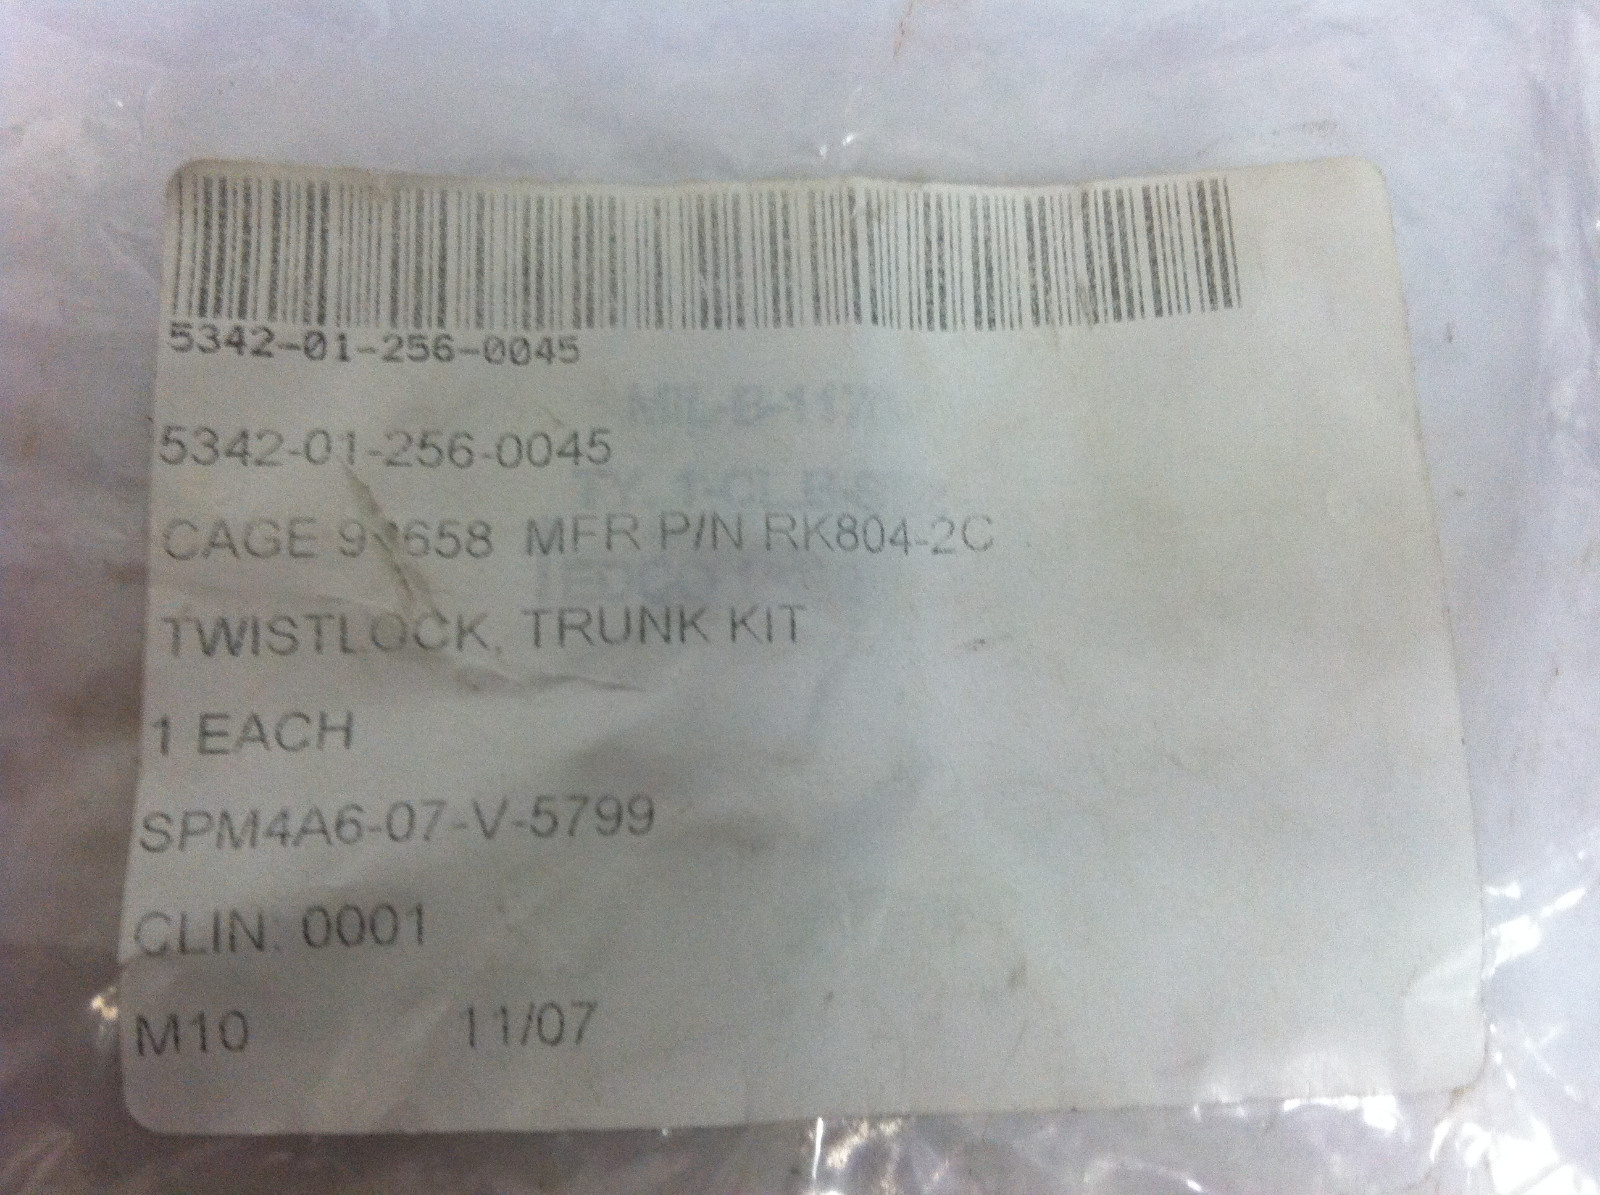 5342-01-256-0045
5342-01-256-0045
CAGE MFR P/N RK804-2C
TWISTLOCK, TRUNK KIT
1 EACH
SPM4A6-07-V-5799
CLIN: 0001
M10 11/07